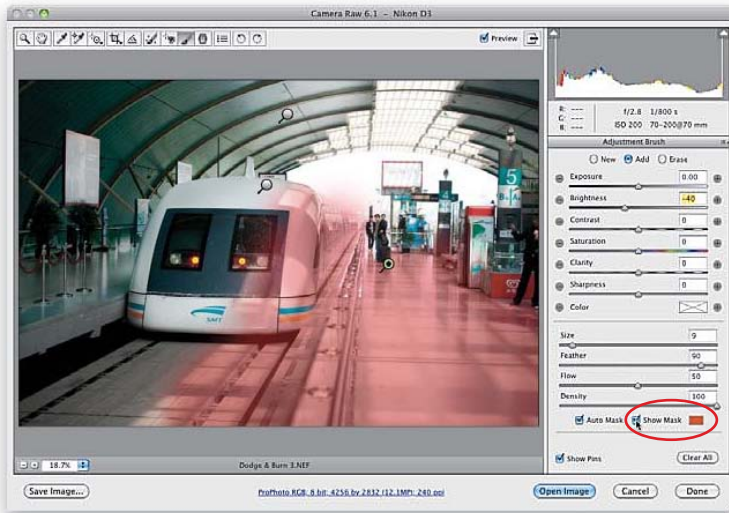 Camera Raw 6.1 – Nikon D3
Preview
R: ---
G: ---
B: ---
f/2.8 1/800 s
ISO 200 70-200@70 mm
Adjustment Brush
New Add Erase
Exposure 0.00
Brightness -40
Contrast 0
Saturation 0
Clarity 0
Sharpness 0
Color
Size 9
Feather 90
Flow 50
Density 100
Auto Mask Show Mask
Show Pins Clear All
5
SMT
18.7% Dodge & Burn 3.NEF
Save Image... ProPhoto RGB; 8 bit; 4256 by 2832 (12.1MP); 240 ppi Open Image Cancel Done